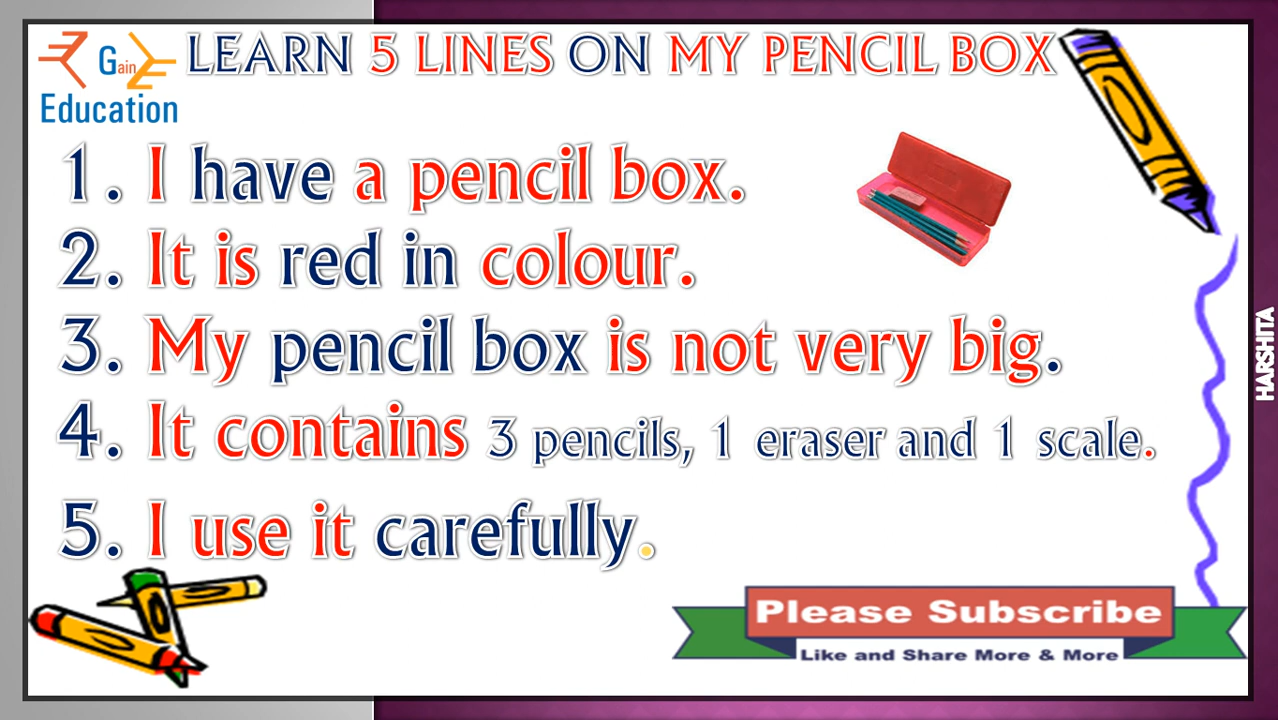 Gain
Education
LEARN 5 LINES ON MY PENCIL BOX
1. I have a pencil box.
2. It is red in colour.
3. My pencil box is not very big.
4. It contains 3 pencils, 1 eraser and 1 scale.
5. I use it carefully.
Please Subscribe
Like and Share More & More
HARSHITA